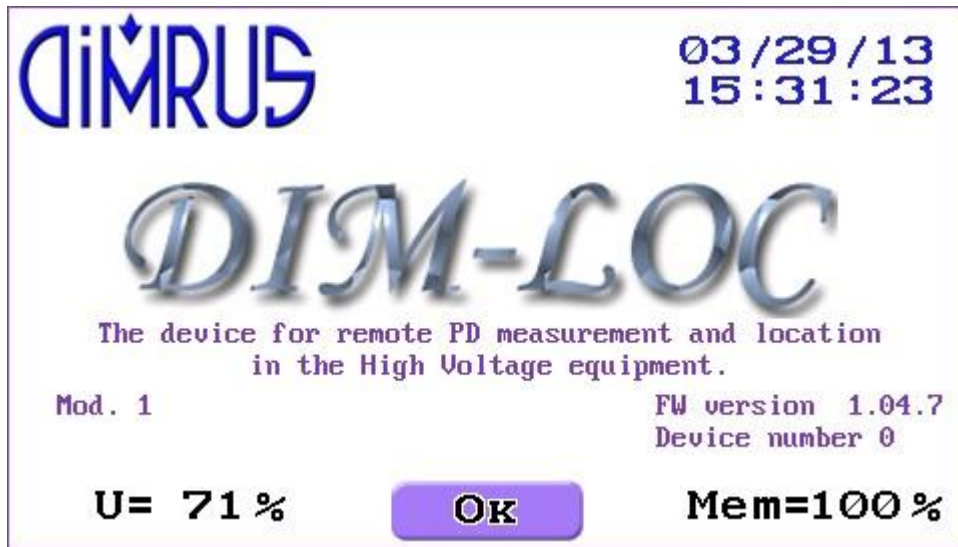 DiMRUS
03/29/13
15:31:23
DIM-LOC
The device for remote PD measurement and location
in the High Voltage equipment.
Mod. 1
FW version 1.04.7
Device number 0
U= 71%
Ок
Mem=100%